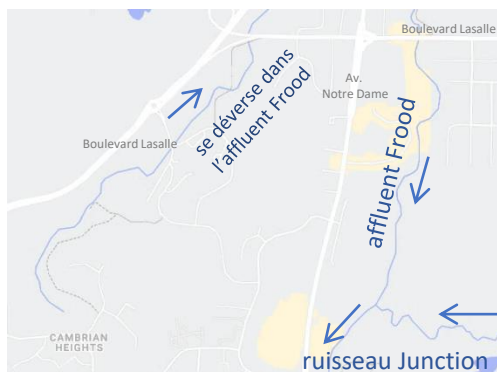 Boulevard Lasalle
se déverse dans
l'affluent Frood
Av.
Notre Dame
Boulevard Lasalle
affluent Frood
CAMBRIAN
HEIGHTS
ruisseau Junction